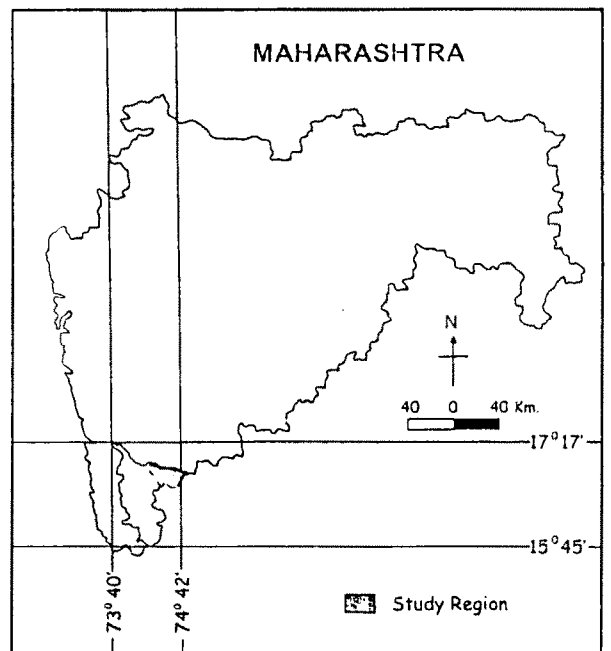 MAHARASHTRA
N
40 0 40 Km.
17° 17'
15° 45'
73° 40'
74° 42'
Study Region